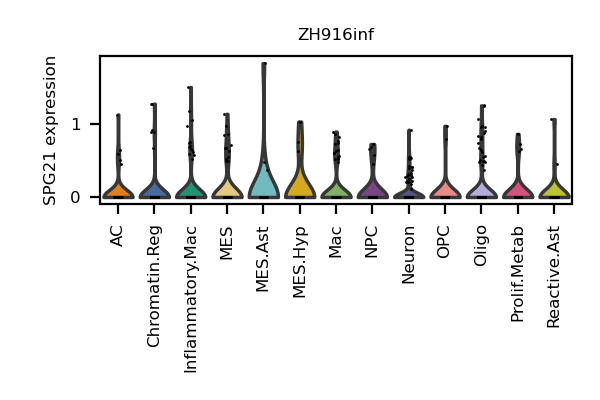 ZH916inf
SPG21 expression
1
0
AC
Chromatin.Reg
Inflammatory.Mac
MES
MES.Ast
MES.Hyp
Mac
NPC
Neuron
OPC
Oligo
Prolif.Metab
Reactive.Ast